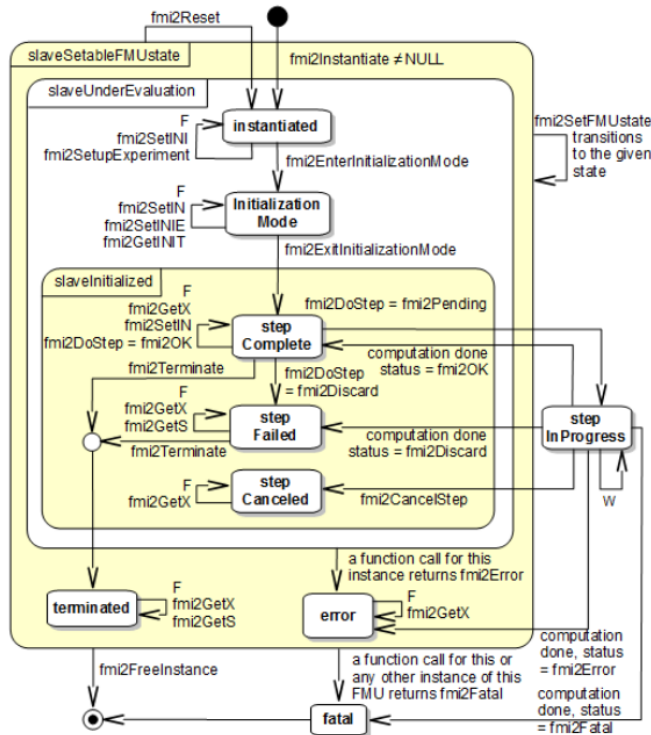 fmi2Reset
slaveSetableFMUstate
fmi2Instantiate ≠ NULL
slaveUnderEvaluation
F
fmi2SetINI
fmi2SetupExperiment
instantiated
fmi2SetFMUstate
transitions
to the given
state
fmi2EnterInitializationMode
F
fmi2SetIN
fmi2SetINIE
fmi2GetINIT
Initialization
Mode
fmi2ExitInitializationMode
slaveInitialized
F
fmi2GetX
fmi2SetIN
fmi2DoStep = fmi2OK
step
Complete
fmi2DoStep = fmi2Pending
computation done
status = fmi2OK
fmi2Terminate
fmi2DoStep
= fmi2Discard
F
fmi2GetX
fmi2GetS
step
Failed
step
InProgress
fmi2Terminate
computation done
status = fmi2Discard
F
fmi2GetX
step
Canceled
fmi2CancelStep
W
a function call for this
instance returns fmi2Error
terminated
F
fmi2GetX
fmi2GetS
error
F
fmi2GetX
computation
done, status
= fmi2Error
fmi2FreeInstance
a function call for this or
any other instance of this
FMU returns fmi2Fatal
fatal
computation
done, status
=fmi2Fatal